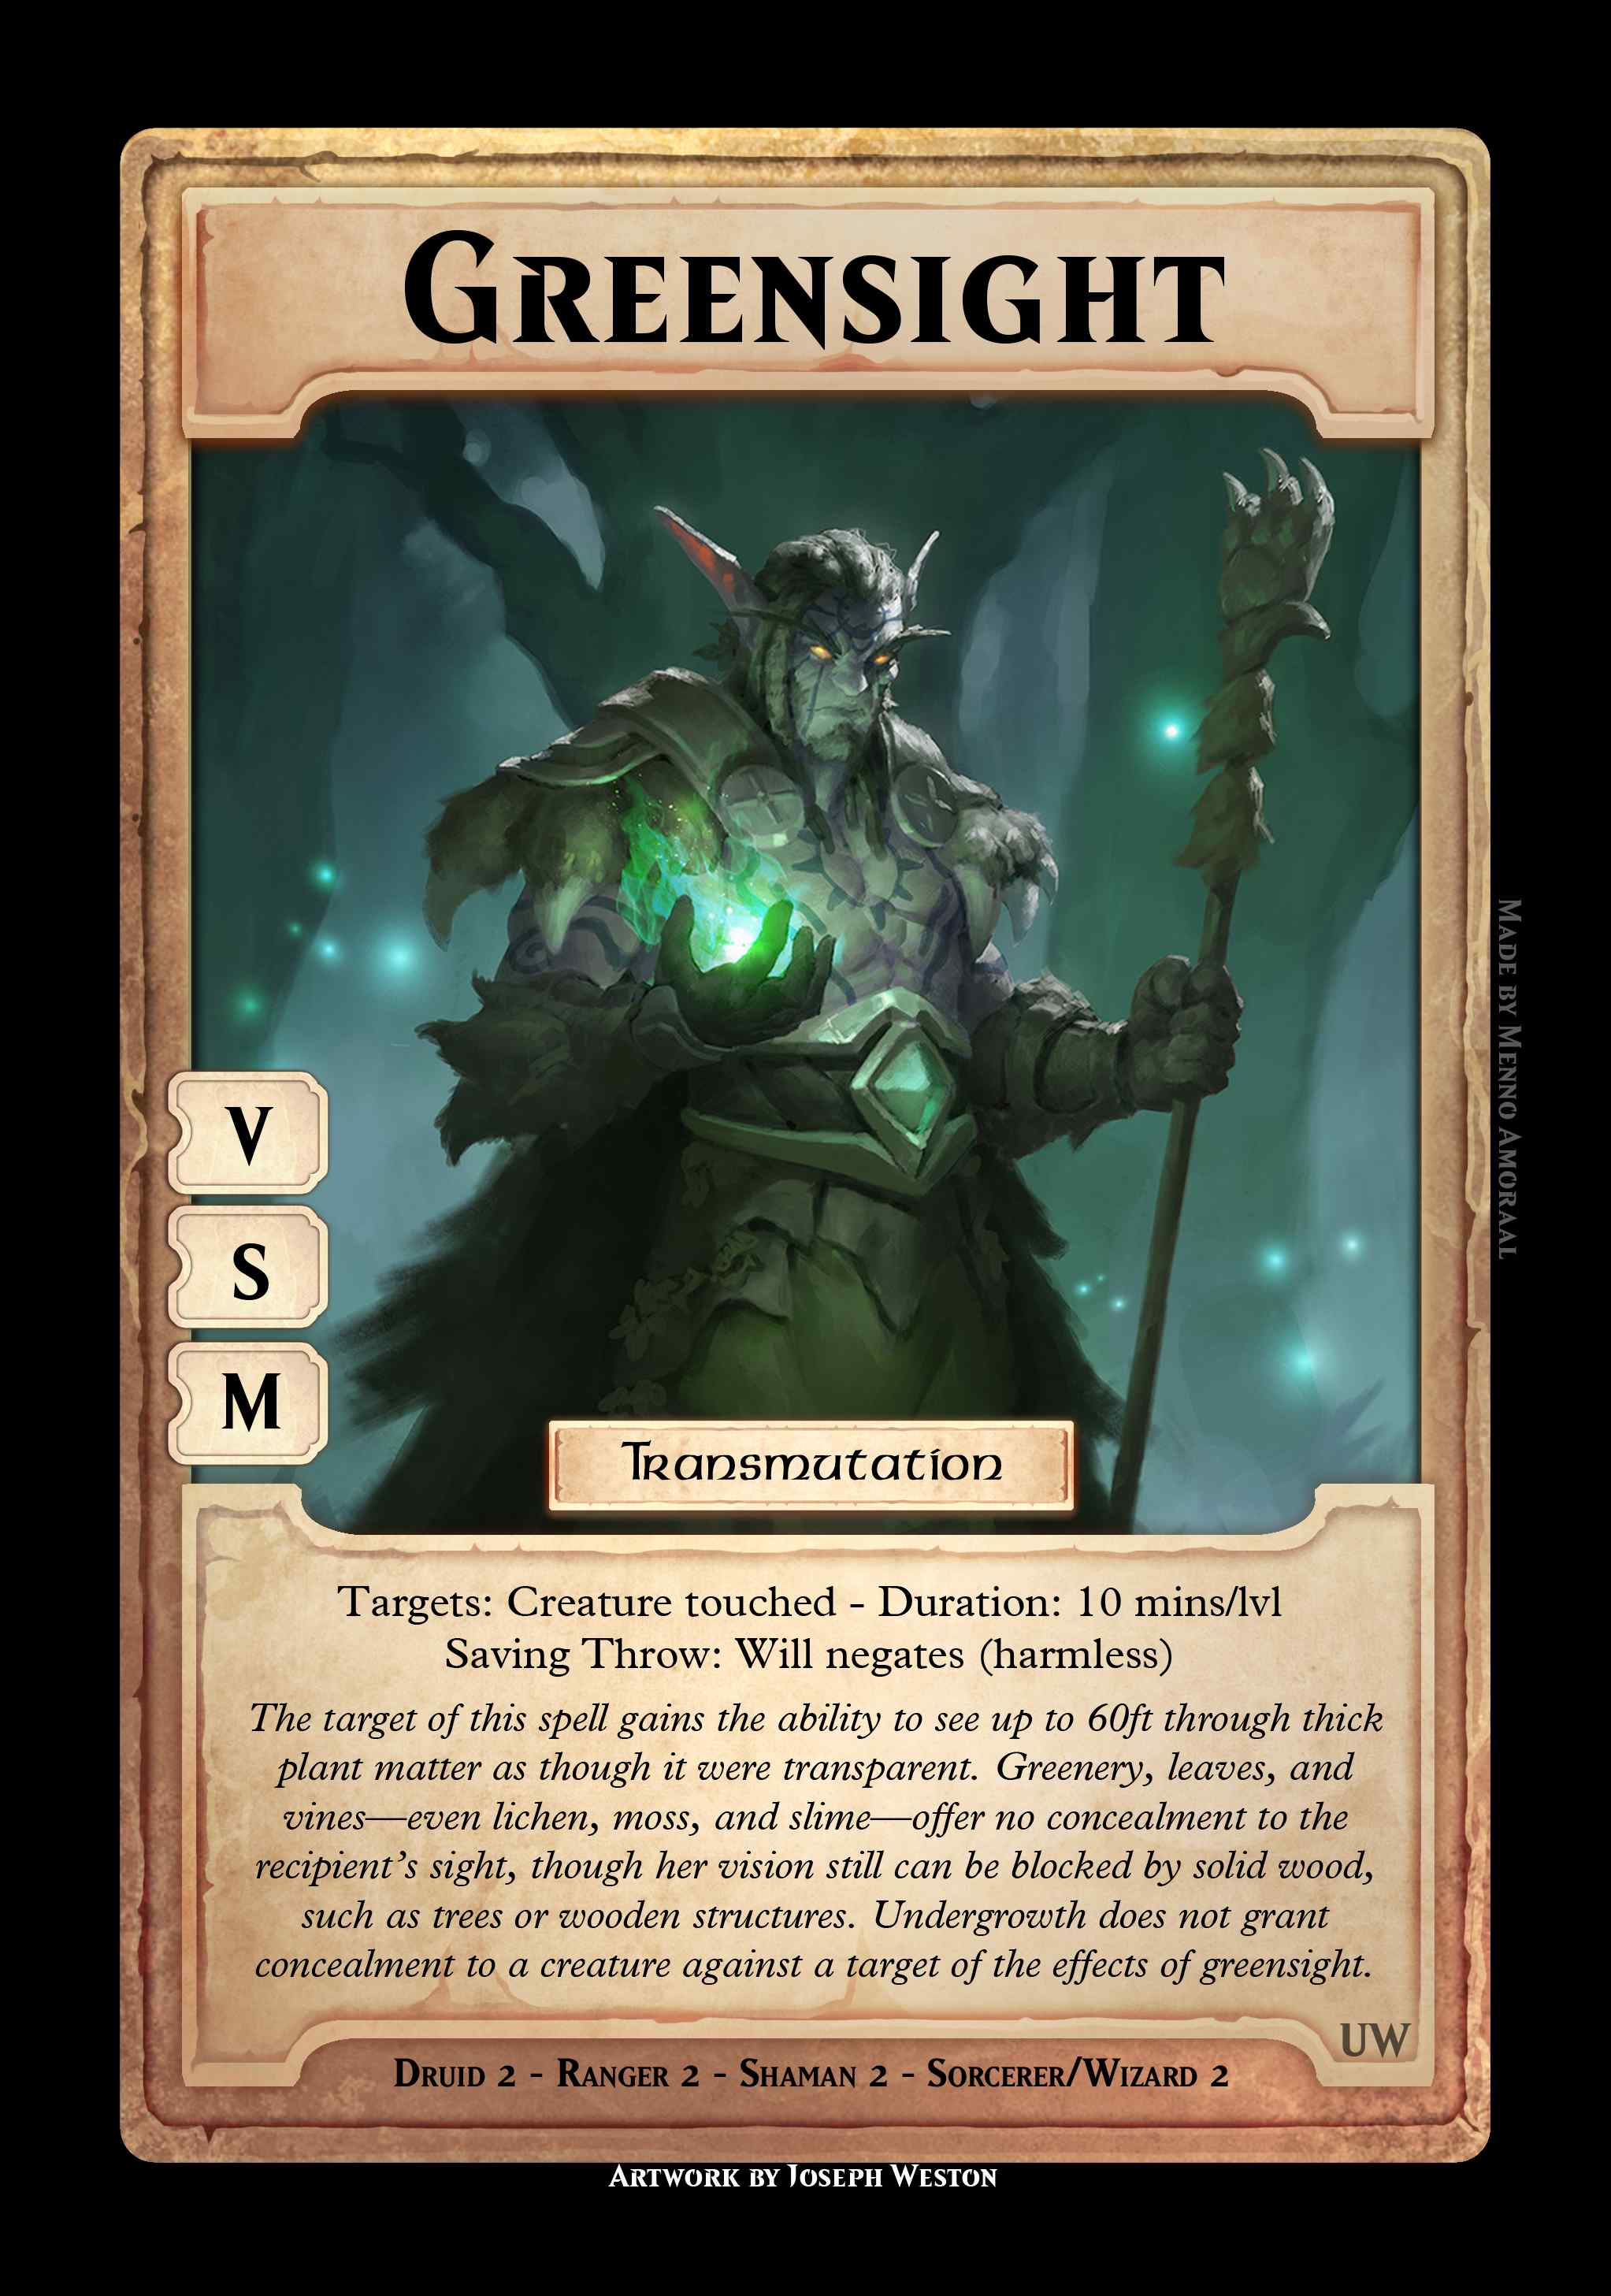 Greensight
Made by Menno Amoraal
V
S
M
Transmutation
Targets: Creature touched - Duration: 10 mins/lvl
Saving Throw: Will negates (harmless)
The target of this spell gains the ability to see up to 60ft through thick
plant matter as though it were transparent. Greenery, leaves, and
vines—even lichen, moss, and slime—offer no concealment to the
recipient's sight, though her vision still can be blocked by solid wood,
such as trees or wooden structures. Undergrowth does not grant
concealment to a creature against a target of the effects of greensight.
UW
Druid 2 - Ranger 2 - Shaman 2 - Sorcerer/Wizard 2
Artwork by Joseph Weston